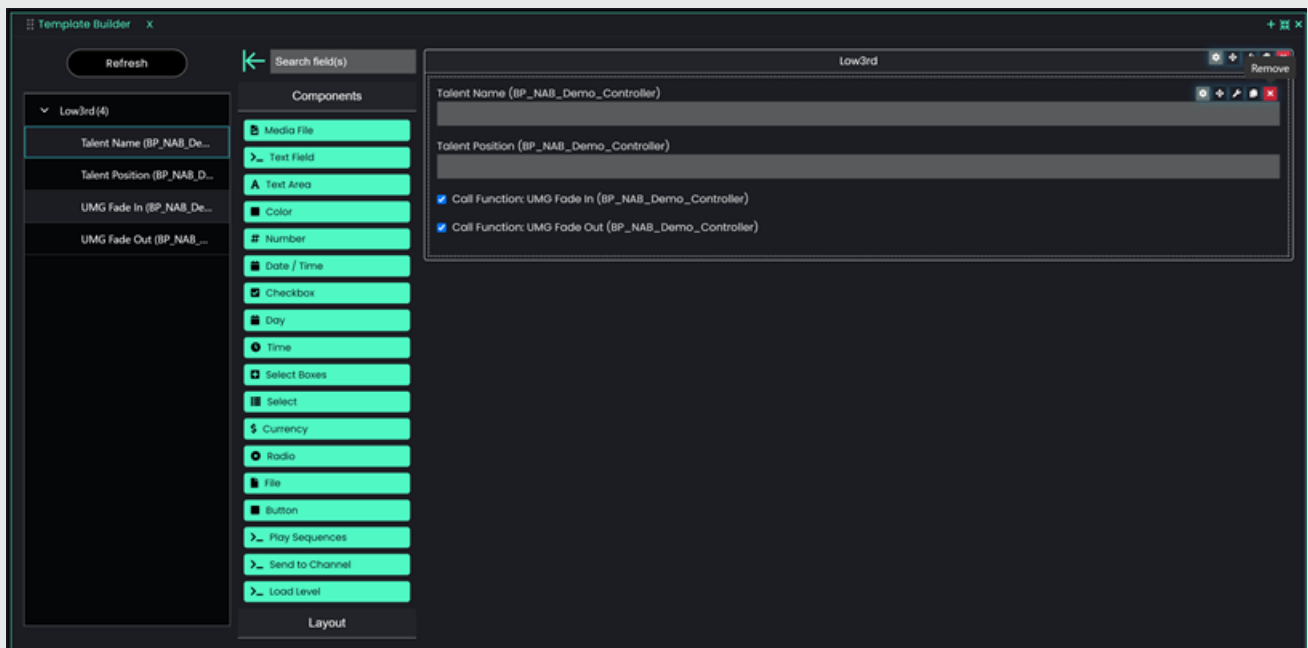 Template Builder X
Refresh
Low3rd (4)
Talent Name (BP_NAB_De...
Talent Position (BP_NAB_D...
UMG Fade In (BP_NAB_De...
UMG Fade Out (BP_NAB_...
Search field(s)
Components
Media File
Text Field
Text Area
Color
Number
Date / Time
Checkbox
Day
Time
Select Boxes
Select
Currency
Radio
File
Button
Play Sequences
Send to Channel
Load Level
Layout
Low3rd
Remove
Talent Name (BP_NAB_Demo_Controller)
Talent Position (BP_NAB_Demo_Controller)
Call Function: UMG Fade In (BP_NAB_Demo_Controller)
Call Function: UMG Fade Out (BP_NAB_Demo_Controller)